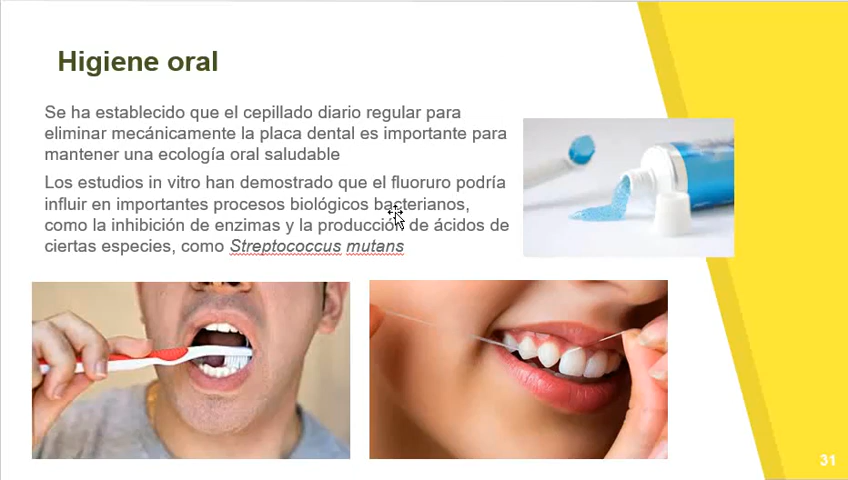 Higiene oral
Se ha establecido que el cepillado diario regular para
eliminar mecánicamente la placa dental es importante para
mantener una ecología oral saludable
Los estudios in vitro han demostrado que el fluoruro podría
influir en importantes procesos biológicos bacterianos,
como la inhibición de enzimas y la producción de ácidos de
ciertas especies, como Streptococcus mutans
31